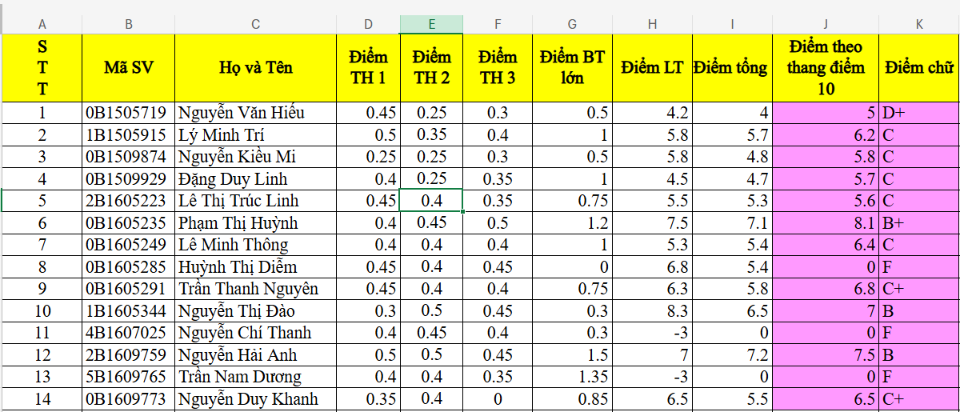 A B C D E F G H I J K
S T T Mã SV Họ và Tên Điểm TH 1 Điểm TH 2 Điểm TH 3 Điểm BT lớn Điểm LT Điểm tổng Điểm theo thang điểm 10 Điểm chữ
1 0B1505719 Nguyễn Văn Hiếu 0.45 0.25 0.3 0.5 4.2 4 5 D+
2 1B1505915 Lý Minh Trí 0.5 0.35 0.4 1 5.8 5.7 6.2 C
3 0B1509874 Nguyễn Kiều Mi 0.25 0.25 0.3 0.5 5.8 4.8 5.8 C
4 0B1509929 Đặng Duy Linh 0.4 0.25 0.35 1 4.5 4.7 5.7 C
5 2B1605223 Lê Thị Trúc Linh 0.45 0.4 0.35 0.75 5.5 5.3 5.6 C
6 0B1605235 Phạm Thị Huỳnh 0.4 0.45 0.5 1.2 7.5 7.1 8.1 B+
7 0B1605249 Lê Minh Thông 0.4 0.4 0.4 1 5.3 5.4 6.4 C
8 0B1605285 Huỳnh Thị Diễm 0.45 0.4 0.45 0 6.8 5.4 0 F
9 0B1605291 Trần Thanh Nguyên 0.45 0.4 0.4 0.75 6.3 5.8 6.8 C+
10 1B1605344 Nguyễn Thị Đào 0.3 0.5 0.45 0.3 8.3 6.5 7 B
11 4B1607025 Nguyễn Chí Thanh 0.4 0.45 0.4 0.3 -3 0 0 F
12 2B1609759 Nguyễn Hải Anh 0.5 0.5 0.45 1.5 7 7.2 7.5 B
13 5B1609765 Trần Nam Dương 0.4 0.4 0.35 1.35 -3 0 0 F
14 0B1609773 Nguyễn Duy Khanh 0.35 0.4 0 0.85 6.5 5.5 6.5 C+